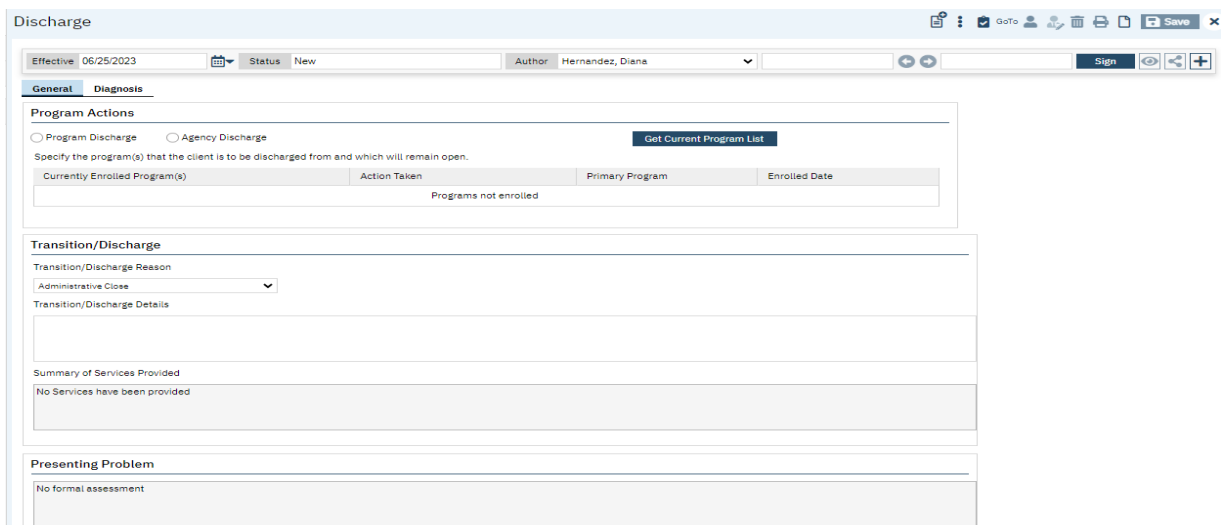 Discharge
GoTo
Save
Effective 06/25/2023 Status New Author Hernandez, Diana Sign
General Diagnosis
Program Actions
Program Discharge Agency Discharge Get Current Program List
Specify the program(s) that the client is to be discharged from and which will remain open.
Currently Enrolled Program(s) Action Taken Primary Program Enrolled Date
Programs not enrolled
Transition/Discharge
Transition/Discharge Reason
Administrative Close
Transition/Discharge Details
Summary of Services Provided
No Services have been provided
Presenting Problem
No formal assessment